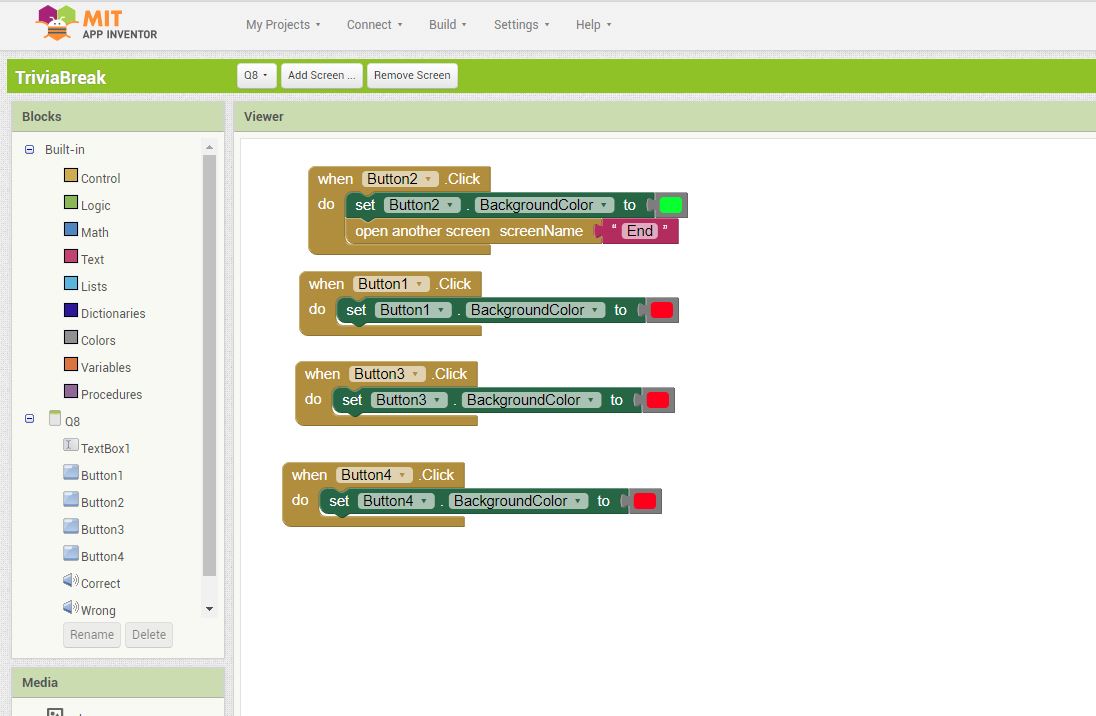 MIT
APP INVENTOR
My Projects
Connect
Build
Settings
Help
TriviaBreak
Q8
Add Screen ...
Remove Screen
Blocks
Viewer
Built-in
Control
Logic
Math
Text
Lists
Dictionaries
Colors
Variables
Procedures
Q8
TextBox1
Button1
Button2
Button3
Button4
Correct
Wrong
Rename
Delete
Media
when Button2 .Click
do set Button2 . BackgroundColor to
open another screen screenName “ End ”
when Button1 .Click
do set Button1 . BackgroundColor to
when Button3 .Click
do set Button3 . BackgroundColor to
when Button4 .Click
do set Button4 . BackgroundColor to